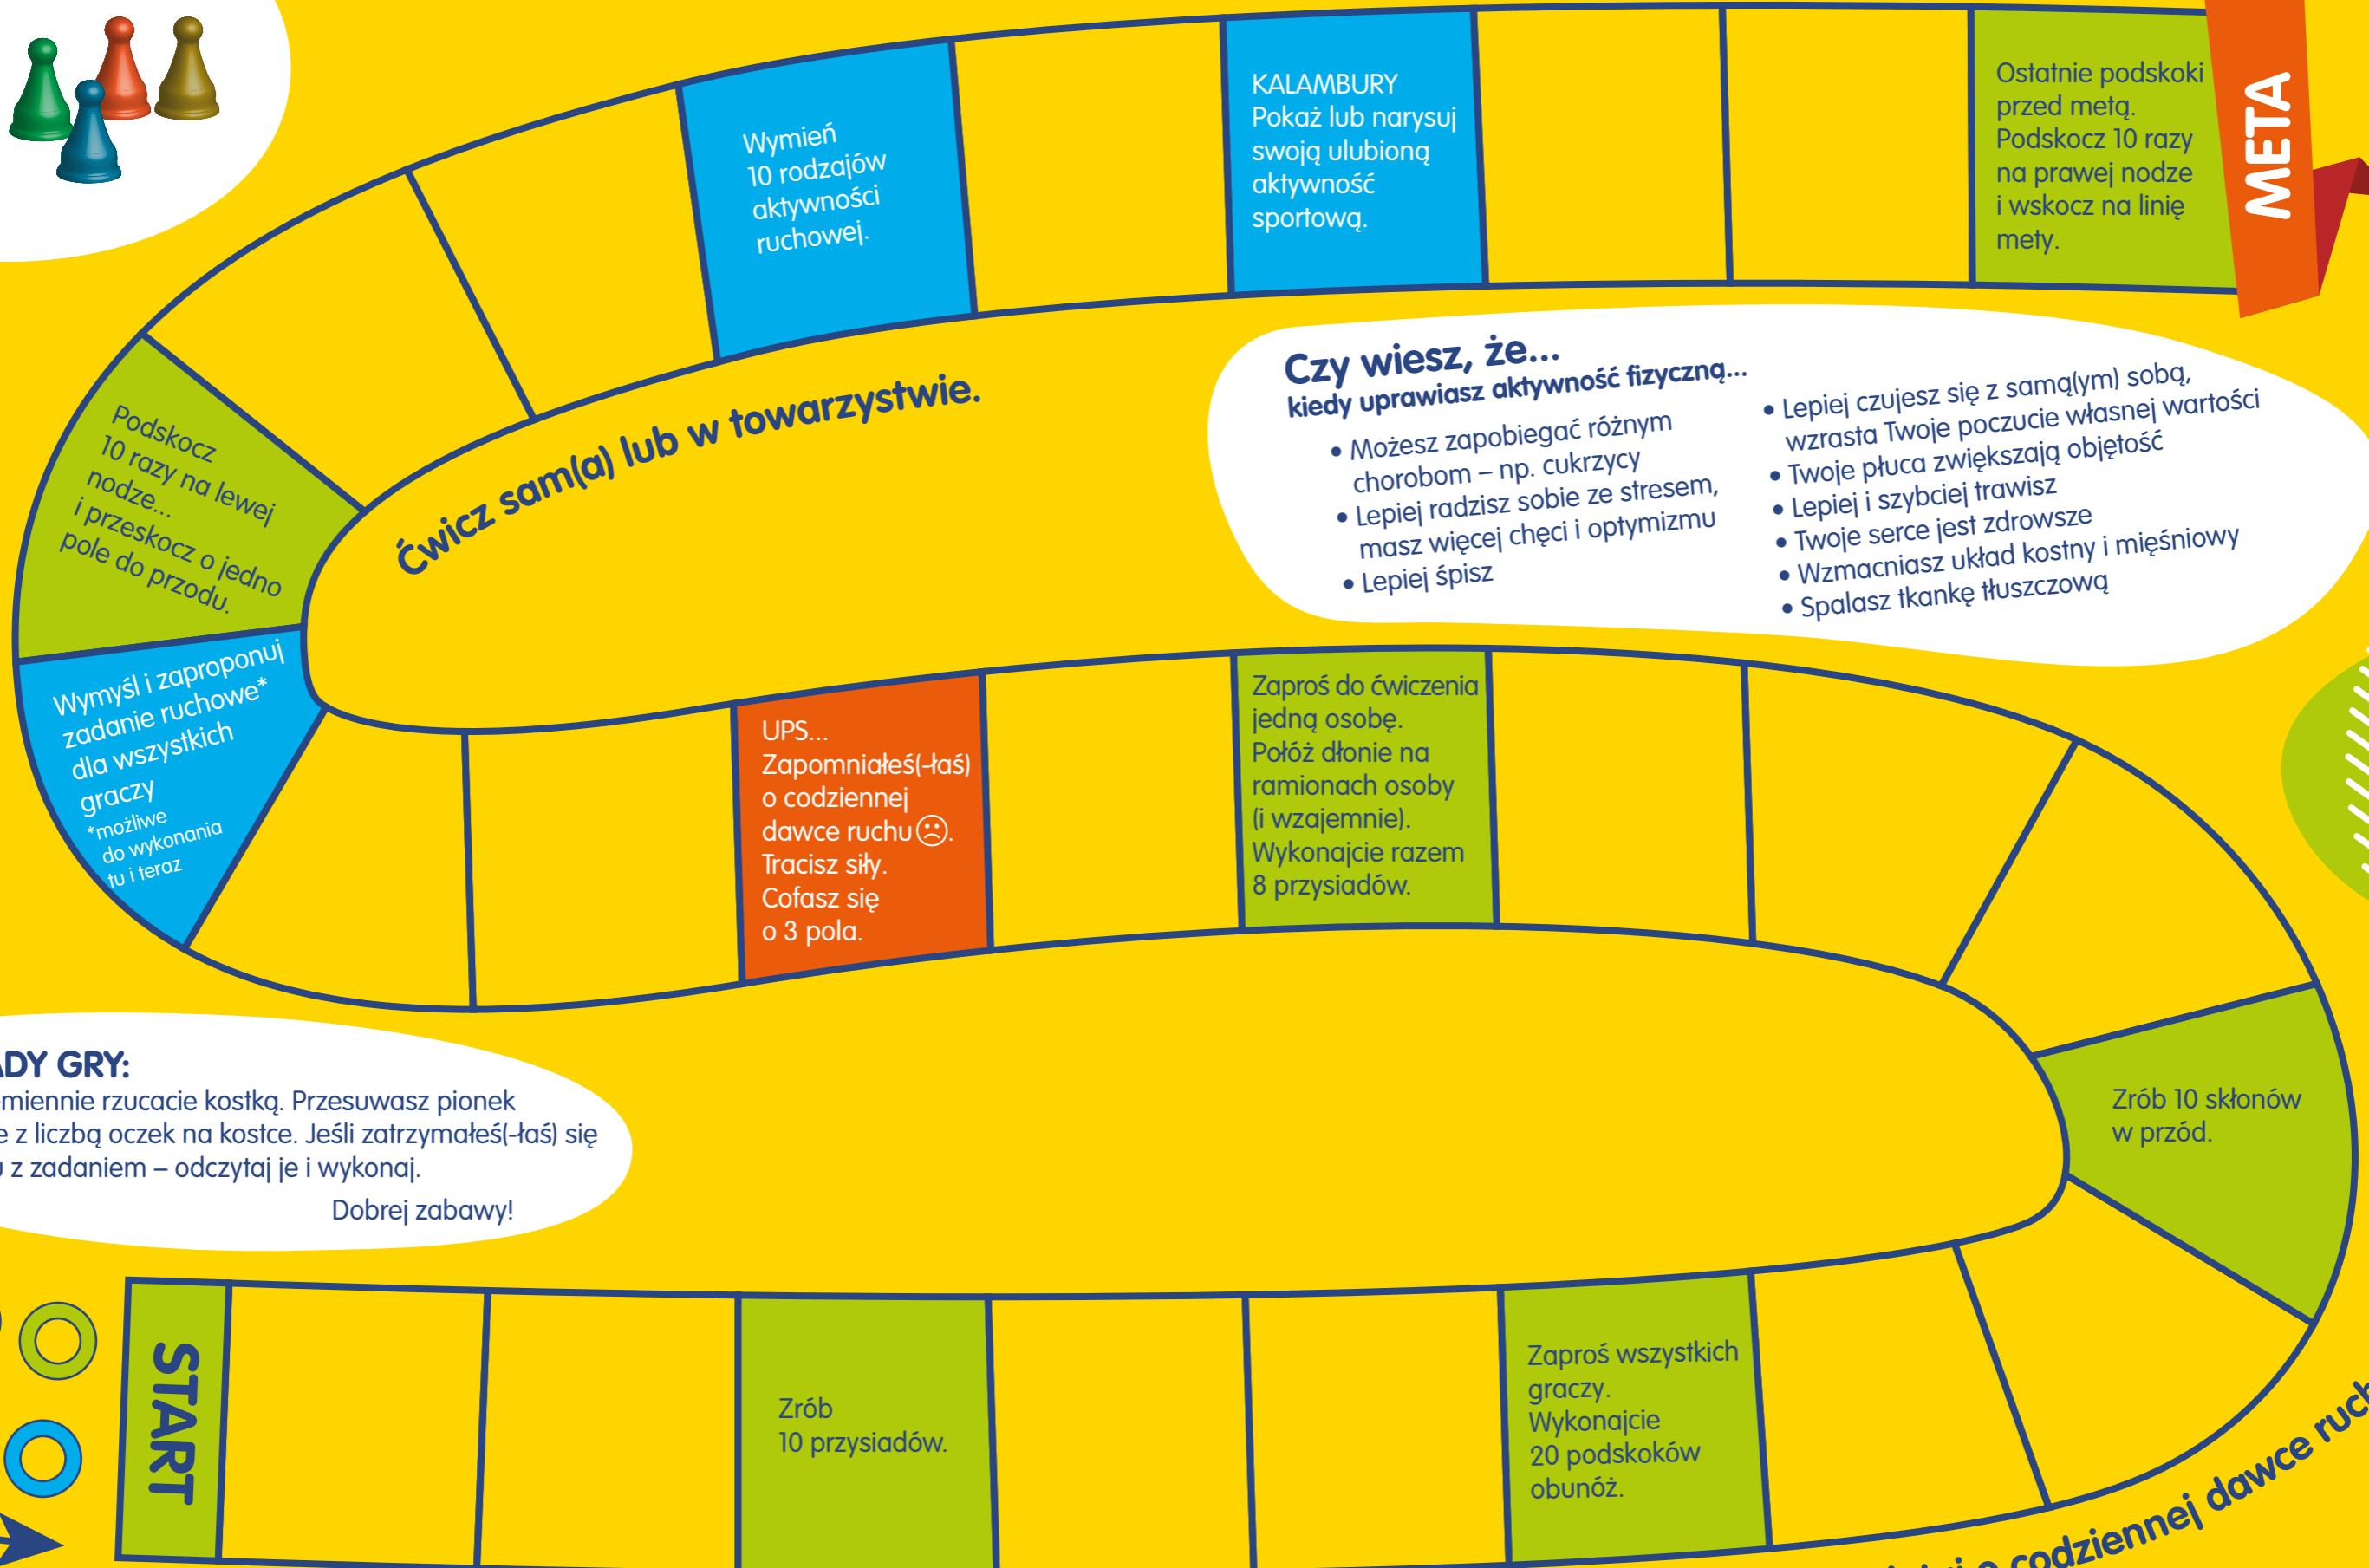 Wymień
10 rodzajów
aktywności
ruchowej.
KALAMBURY
Pokaż lub narysuj
swoją ulubioną
aktywność
sportową.
Ostatnie podskoki
przed metą.
Podskocz 10 razy
na prawej nodze
i wskocz na linię
mety.
META
Podskocz
10 razy na lewej
nodze...
i przeskocz o jedno
pole do przodu.
Ćwicz sam(a) lub w towarzystwie.
Czy wiesz, że...
kiedy uprawiasz aktywność fizyczną...
• Możesz zapobiegać różnym
chorobom – np. cukrzycy
• Lepiej radzisz sobie ze stresem,
masz więcej chęci i optymizmu
• Lepiej śpisz
• Lepiej czujesz się z samą(ym) sobą,
wzrasta Twoje poczucie własnej wartości
• Twoje płuca zwiększają objętość
• Lepiej i szybciej trawisz
• Twoje serce jest zdrowsze
• Wzmacniasz układ kostny i mięśniowy
• Spalasz tkankę tłuszczową
Wymyśl i zaproponuj
zadanie ruchowe*
dla wszystkich
graczy
*możliwe
do wykonania
tu i teraz
UPS...
Zapomniałeś(-łaś)
o codziennej
dawce ruchu☹.
Tracisz siły.
Cofasz się
o 3 pola.
Zaproś do ćwiczenia
jedną osobę.
Połóż dłonie na
ramionach osoby
(i wzajemnie).
Wykonajcie razem
8 przysiadów.
Zrób 10 skłonów
w przód.
ADY GRY:
miennie rzucacie kostką. Przesuwasz pionek
e z liczbą oczek na kostce. Jeśli zatrzymałeś(-łaś) się
z zadaniem – odczytaj je i wykonaj.
Dobrej zabawy!
START
Zrób
10 przysiadów.
Zaproś wszystkich
graczy.
Wykonajcie
20 podskoków
obunóż.
o codziennej dawce ruch